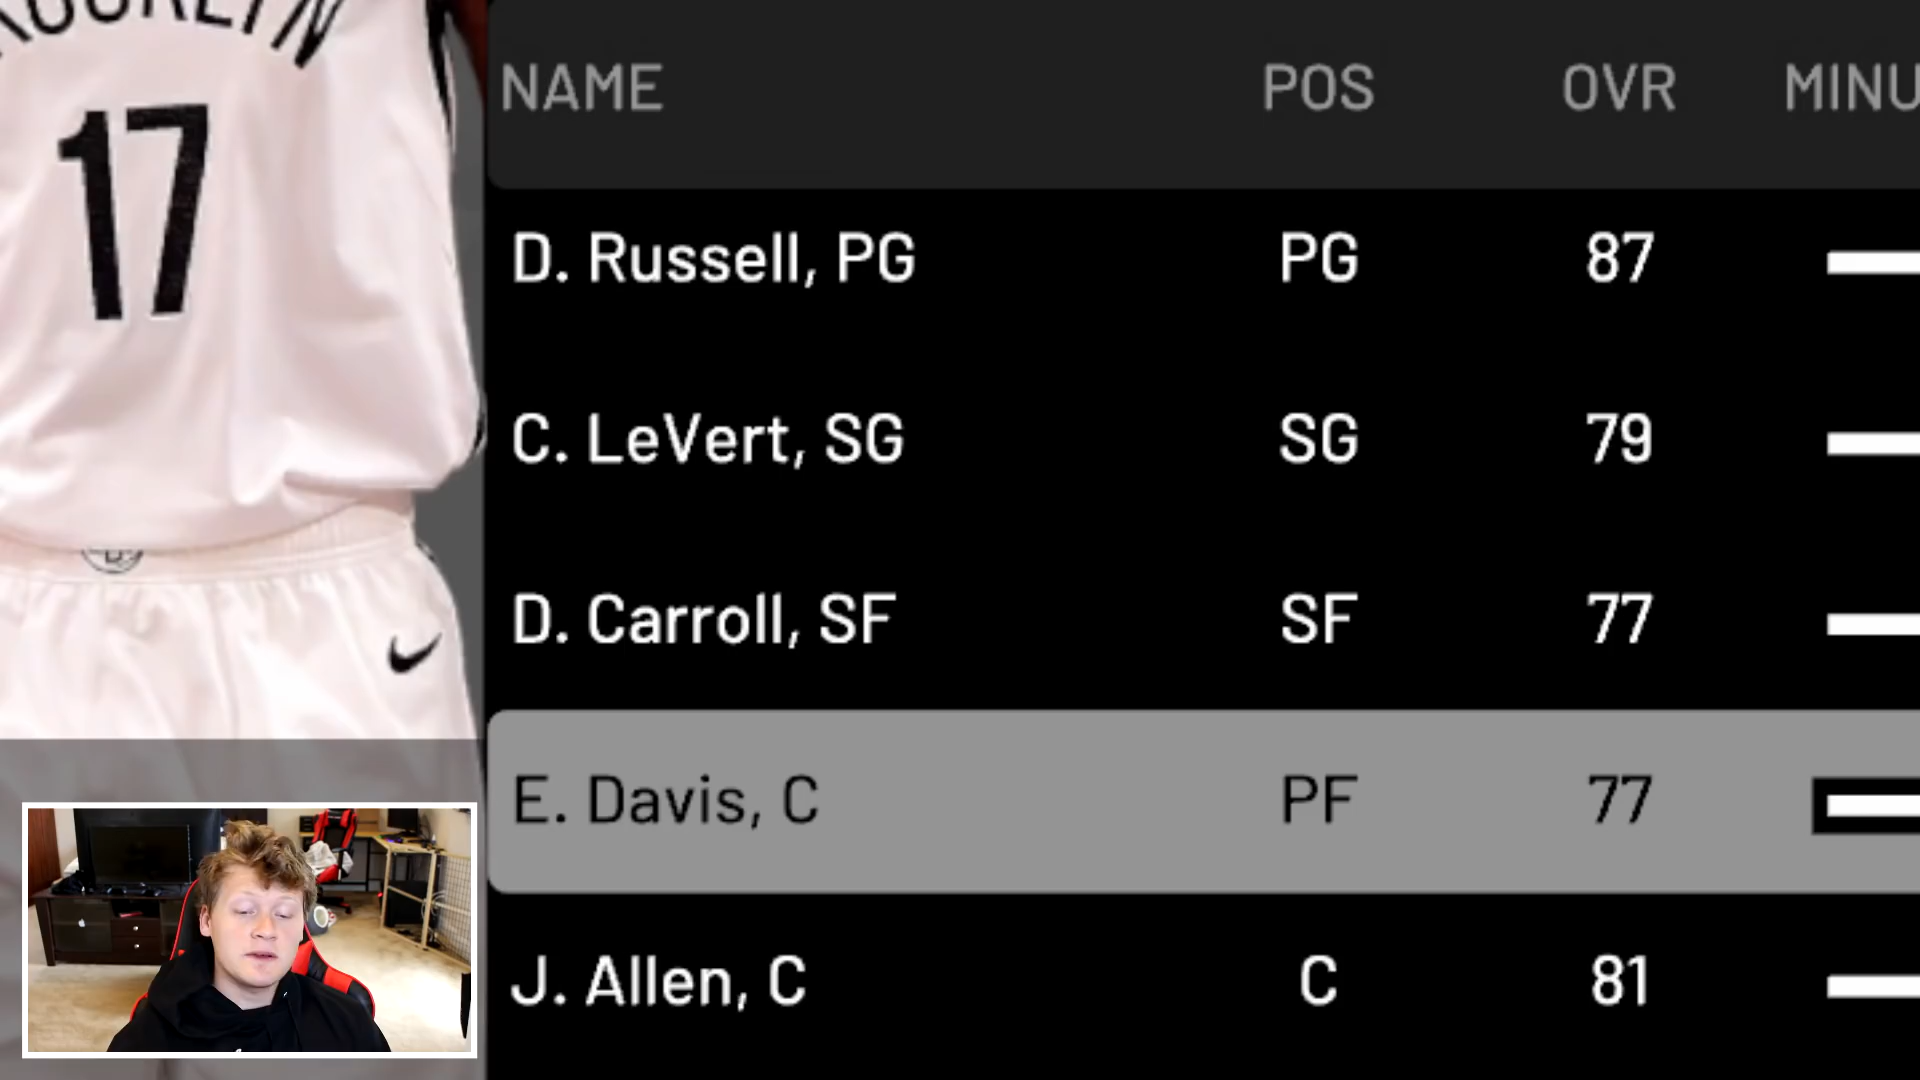 17
NAME POS OVR MINU
D. Russell, PG PG 87
C. LeVert, SG SG 79
D. Carroll, SF SF 77
E. Davis, C PF 77
J. Allen, C C 81